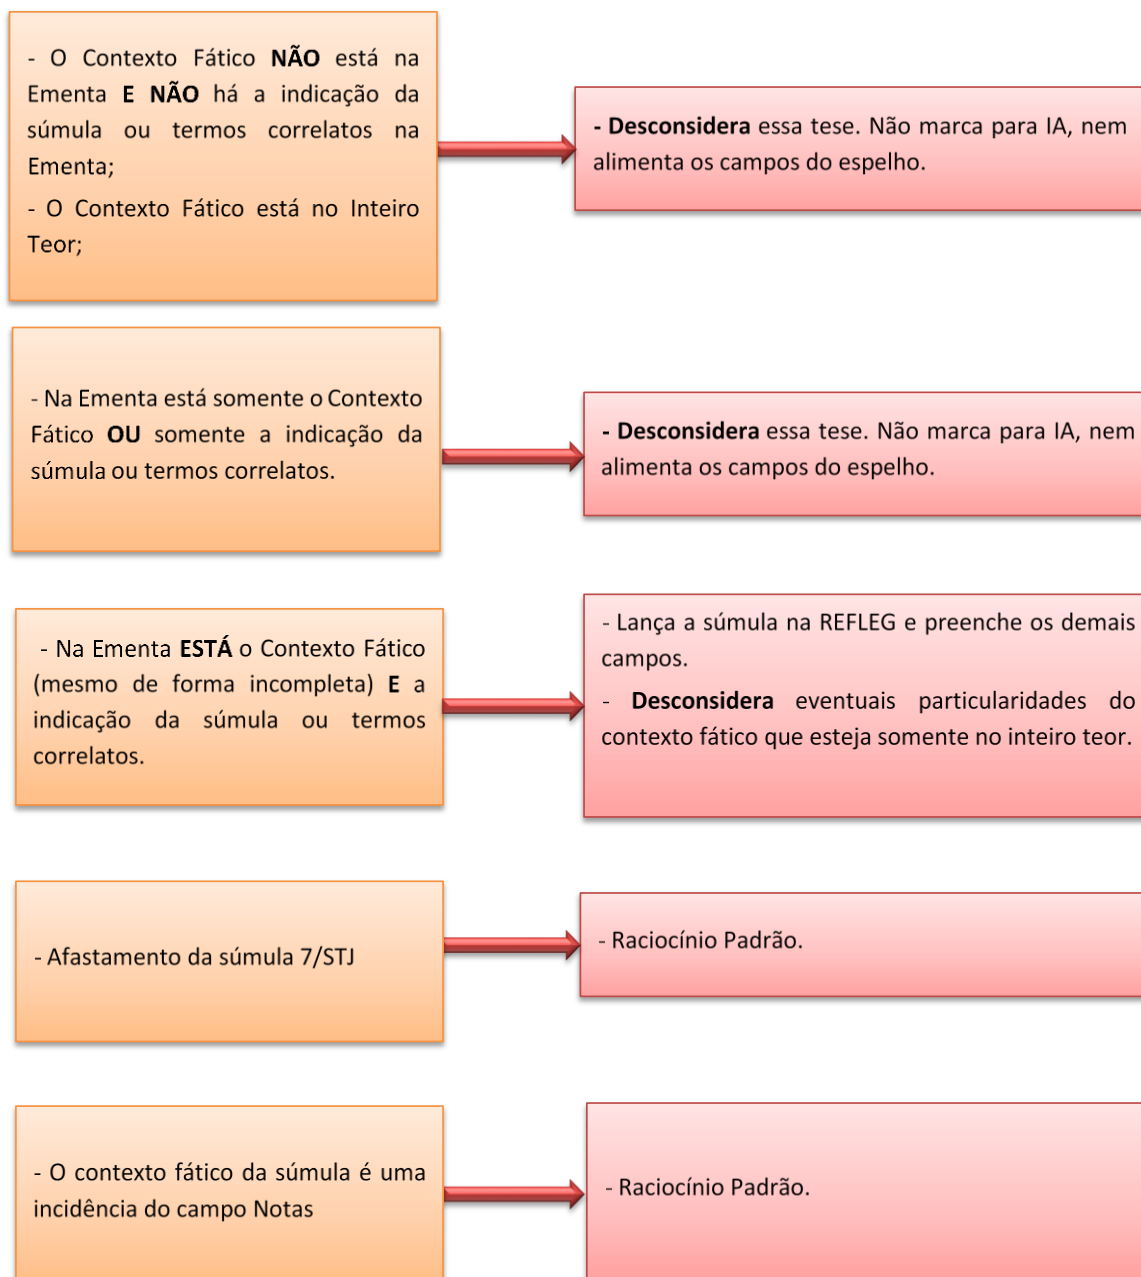 - O Contexto Fático NÃO está na
Ementa E NÃO há a indicação da
súmula ou termos correlatos na
Ementa;
- O Contexto Fático está no Inteiro
Teor;
- Desconsidera essa tese. Não marca para IA, nem
alimenta os campos do espelho.
- Na Ementa está somente o Contexto
Fático OU somente a indicação da
súmula ou termos correlatos.
- Desconsidera essa tese. Não marca para IA, nem
alimenta os campos do espelho.
- Na Ementa ESTÁ o Contexto Fático
(mesmo de forma incompleta) E a
indicação da súmula ou termos
correlatos.
- Lança a súmula na REFLEG e preenche os demais
campos.
- Desconsidera eventuais particularidades do
contexto fático que esteja somente no inteiro teor.
- Afastamento da súmula 7/STJ
- Raciocínio Padrão.
- O contexto fático da súmula é uma
incidência do campo Notas
- Raciocínio Padrão.